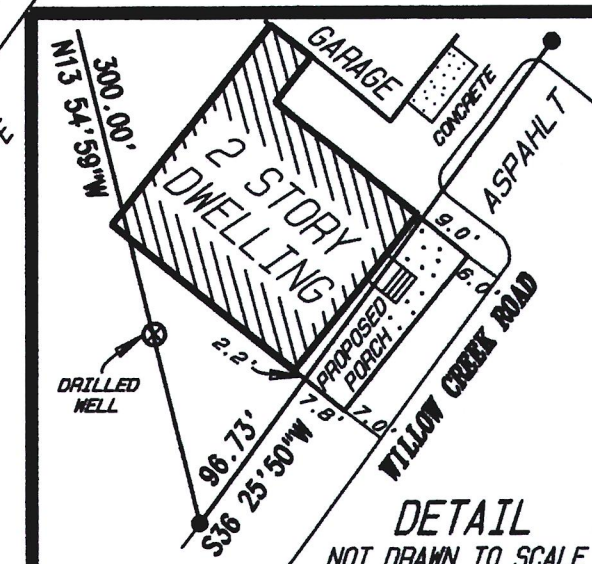 GARAGE
300.00'
N13 54'59"W
CONCRETE
ASPAHLT
2 STORY
DWELLING
9.0'
6.0'
PROPOSED
PORCH
2.2'
DRILLED
WELL
7.8'
7.0'
WILLOW CREEK ROAD
96.73'
S36 25'50"W
DETAIL
NOT DRAWN TO SCALE